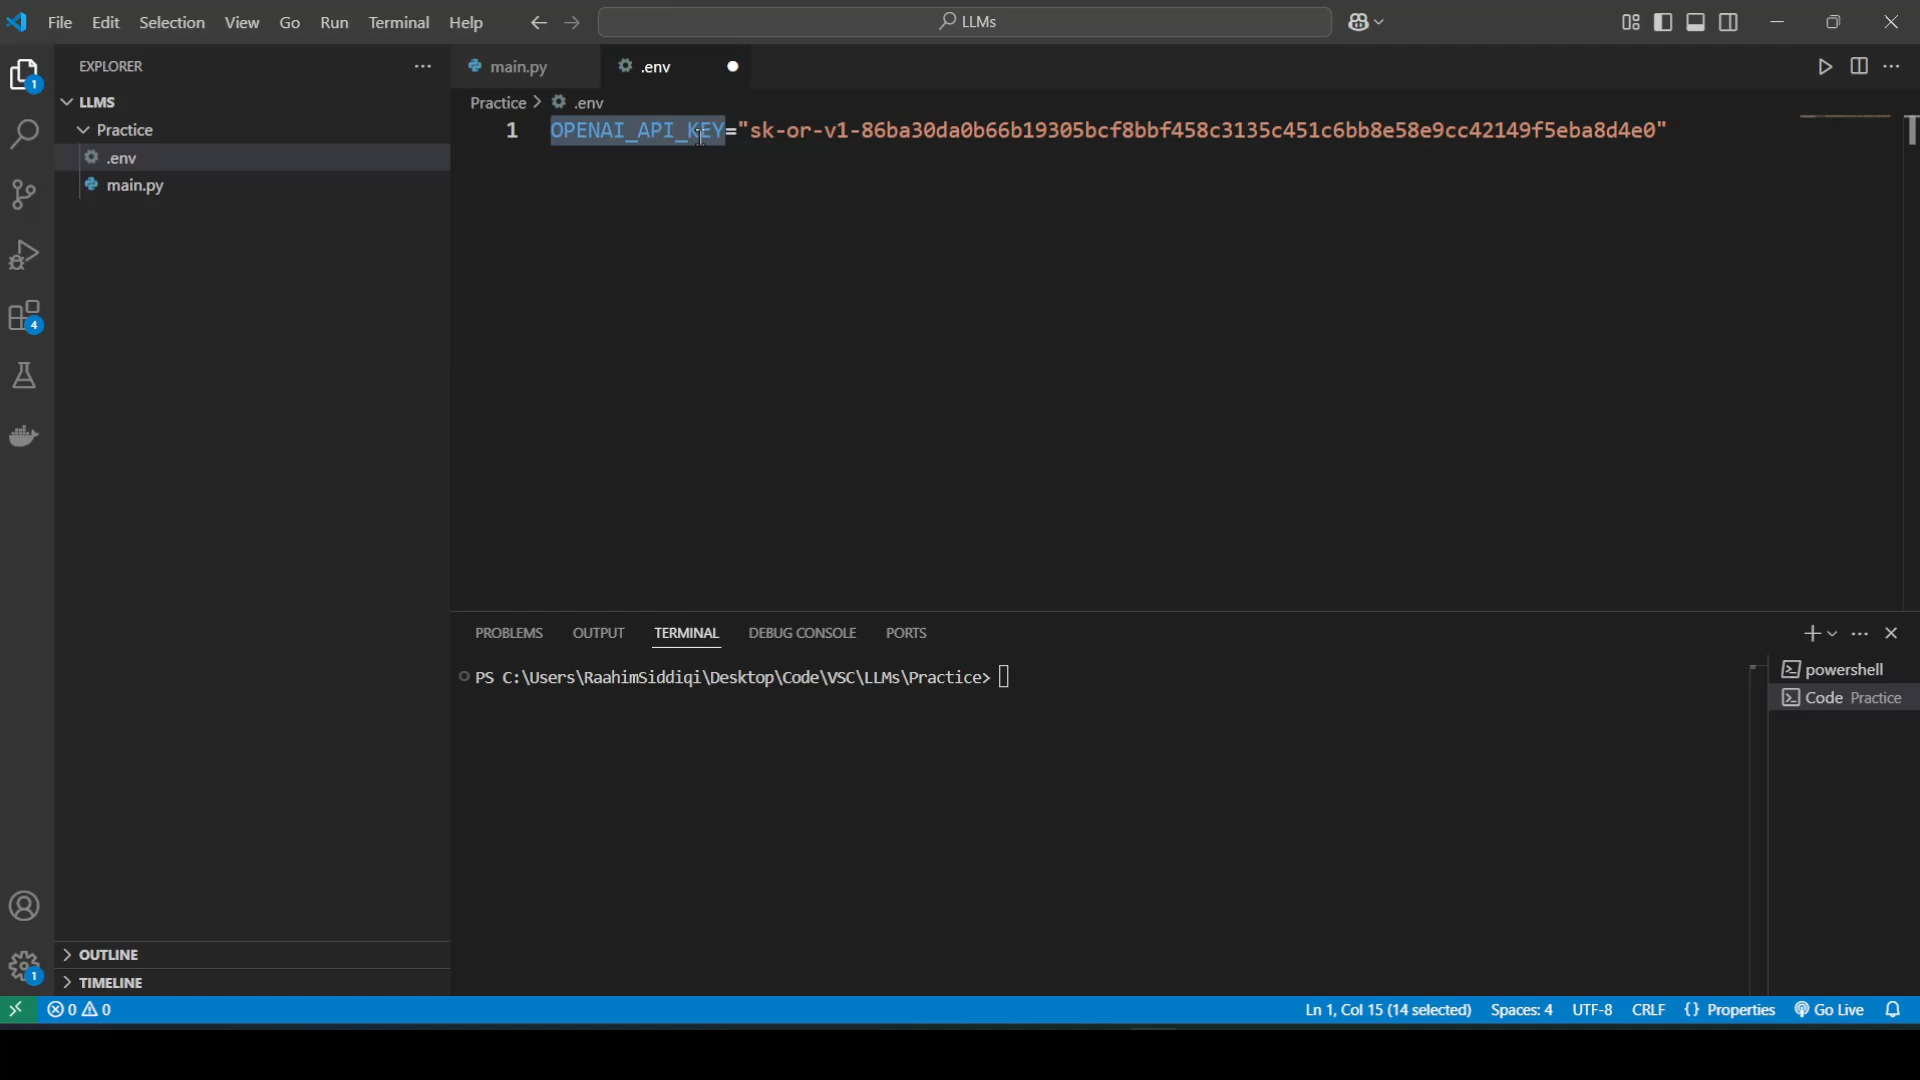 File Edit Selection View Go Run Terminal Help
LLMs
EXPLORER
1
LLMS
Practice
.env
main.py
4
main.py
.env
Practice > .env
1 OPENAI_API_KEY="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"
PROBLEMS OUTPUT TERMINAL DEBUG CONSOLE PORTS
PS C:\Users\RaahimSiddiqi\Desktop\Code\VSC\LLMs\Practice>
powershell
Code Practice
OUTLINE
TIMELINE
1
0 0
Ln 1, Col 15 (14 selected) Spaces: 4 UTF-8 CRLF {} Properties Go Live